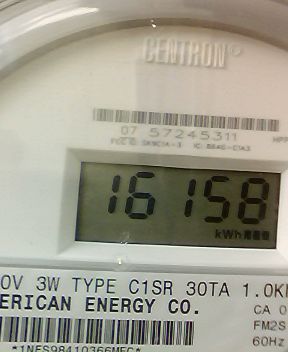 CENTRON®
07 57245311
16158
kWh
0V 3W TYPE C1SR 30TA 1.0K
ERICAN ENERGY CO.
CA 0
FM2S
60Hz
*1NES98410366MEC*